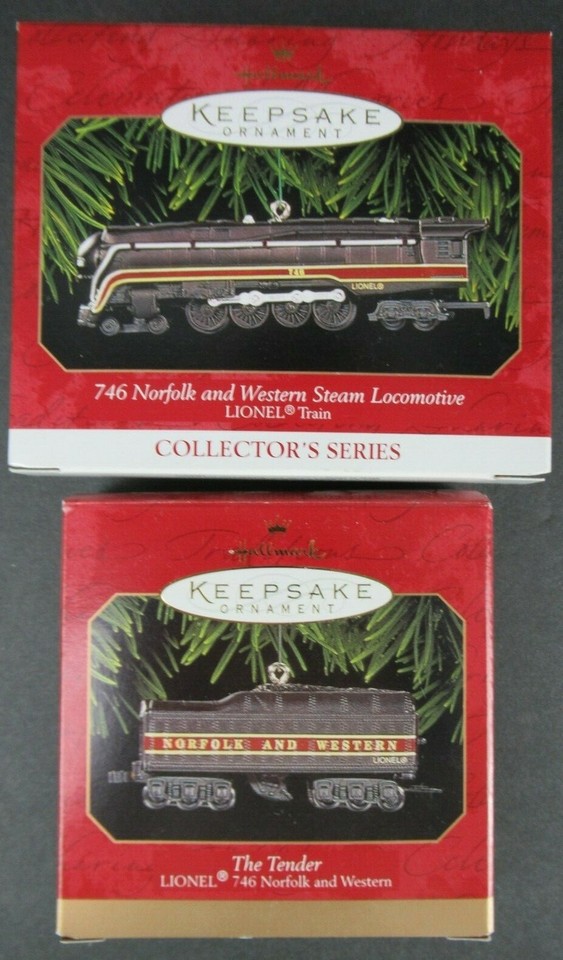 Hallmark
KEEPSAKE
ORNAMENT
746
LIONEL®
746 Norfolk and Western Steam Locomotive
LIONEL® Train
COLLECTOR'S SERIES
Hallmark
KEEPSAKE
ORNAMENT
NORFOLK AND WESTERN
LIONEL®
The Tender
LIONEL® 746 Norfolk and Western